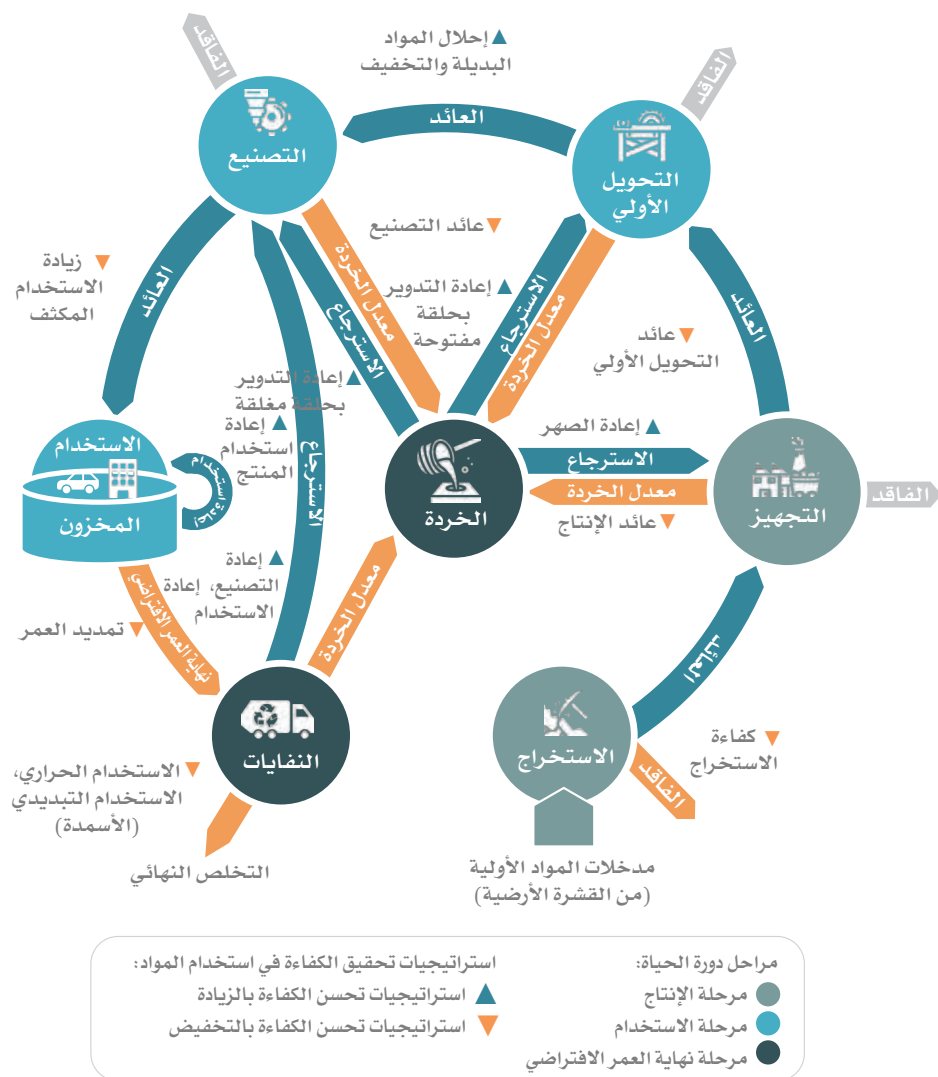 الفاقد
▲ إحلال المواد
البديلة والتخفيف
الفاقد
التصنيع
العائد
التحويل
الأولي
▼ عائد التصنيع
معدل الخردة
الاسترجاع
▼ زيادة
الاستخدام
المكثف
العائد
▲ إعادة التدوير
بحلقة
مفتوحة
الاسترجاع
معدل الخردة
▼ عائد
التحويل الأولي
العائد
▲ إعادة التدوير
بحلقة مغلقة
▲ إعادة
استخدام
المنتج
الاسترجاع
الاستخدام
المخزون
إعادة استخدام
الخردة
▲ إعادة الصهر
الاسترجاع
معدل الخردة
▼ عائد الإنتاج
التجهيز
الفاقد
▲ إعادة
التصنيع، إعادة
الاستخدام
معدل الخردة
نهاية العمر الافتراضي
▼ تمديد العمر
العائد
النفايات
الاستخراج
▼ كفاءة
الاستخراج
الفاقد
▼ الاستخدام الحراري،
الاستخدام التبديدي
(الأسمدة)
التخلص النهائي
مدخلات المواد الأولية
(من القشرة الأرضية)
مراحل دورة الحياة:
مرحلة الإنتاج
مرحلة الاستخدام
مرحلة نهاية العمر الافتراضي
استراتيجيات تحقيق الكفاءة في استخدام المواد:
▲ استراتيجيات تحسن الكفاءة بالزيادة
▼ استراتيجيات تحسن الكفاءة بالتخفيض